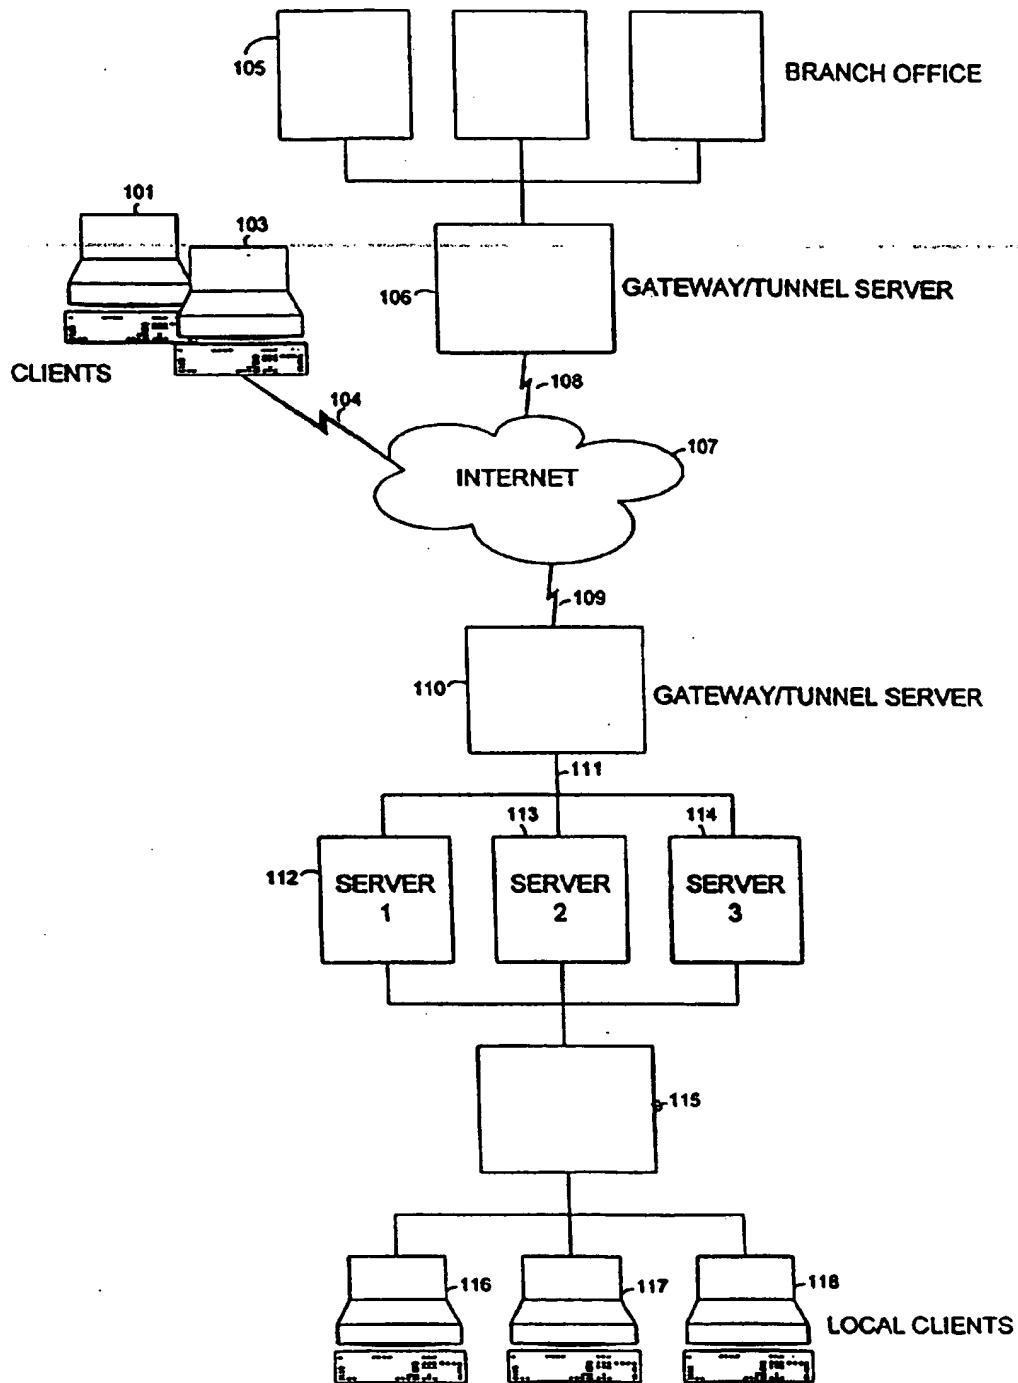 105
BRANCH OFFICE
101
103
106
GATEWAY/TUNNEL SERVER
CLIENTS
108
104
107
INTERNET
109
110
GATEWAY/TUNNEL SERVER
111
113
114
112
SERVER
1
SERVER
2
SERVER
3
115
116
117
118
LOCAL CLIENTS